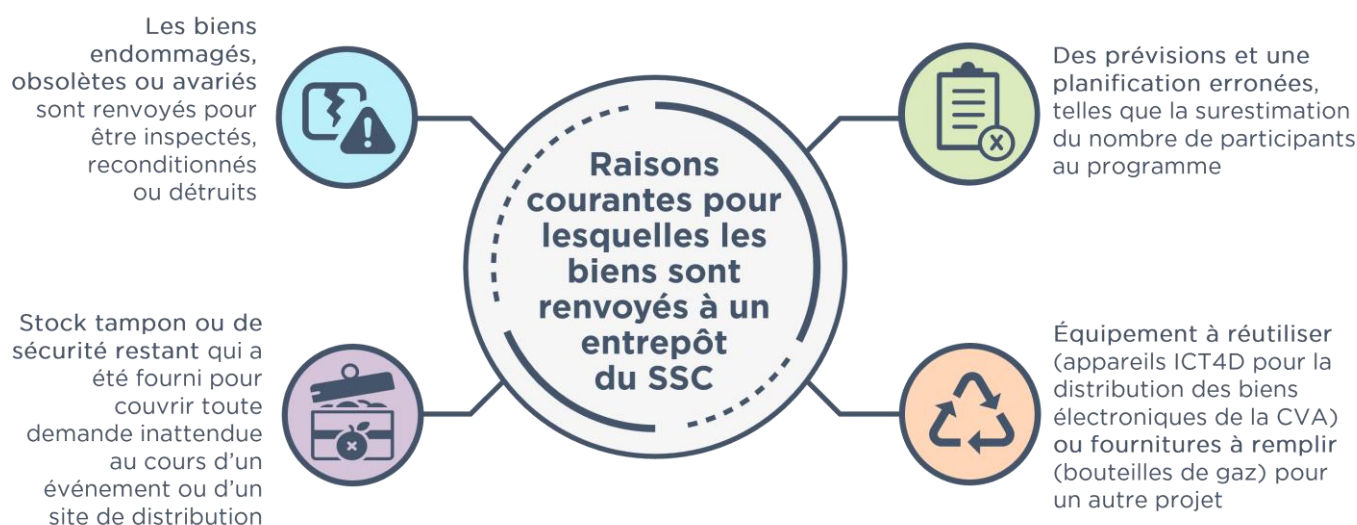 Les biens
endommagés,
obsolètes ou avariés
sont renvoyés pour
être inspectés,
reconditionnés
ou détruits
Des prévisions et une
planification erronées,
telles que la surestimation
du nombre de participants
au programme
Raisons
courantes pour
lesquelles les
biens sont
renvoyés à un
entrepôt
du SSC
Stock tampon ou de
sécurité restant qui a
été fourni pour
couvrir toute
demande inattendue
au cours d'un
événement ou d'un
site de distribution
Équipement à réutiliser
(appareils ICT4D pour la
distribution des biens
électroniques de la CVA)
ou fournitures à remplir
(bouteilles de gaz) pour
un autre projet